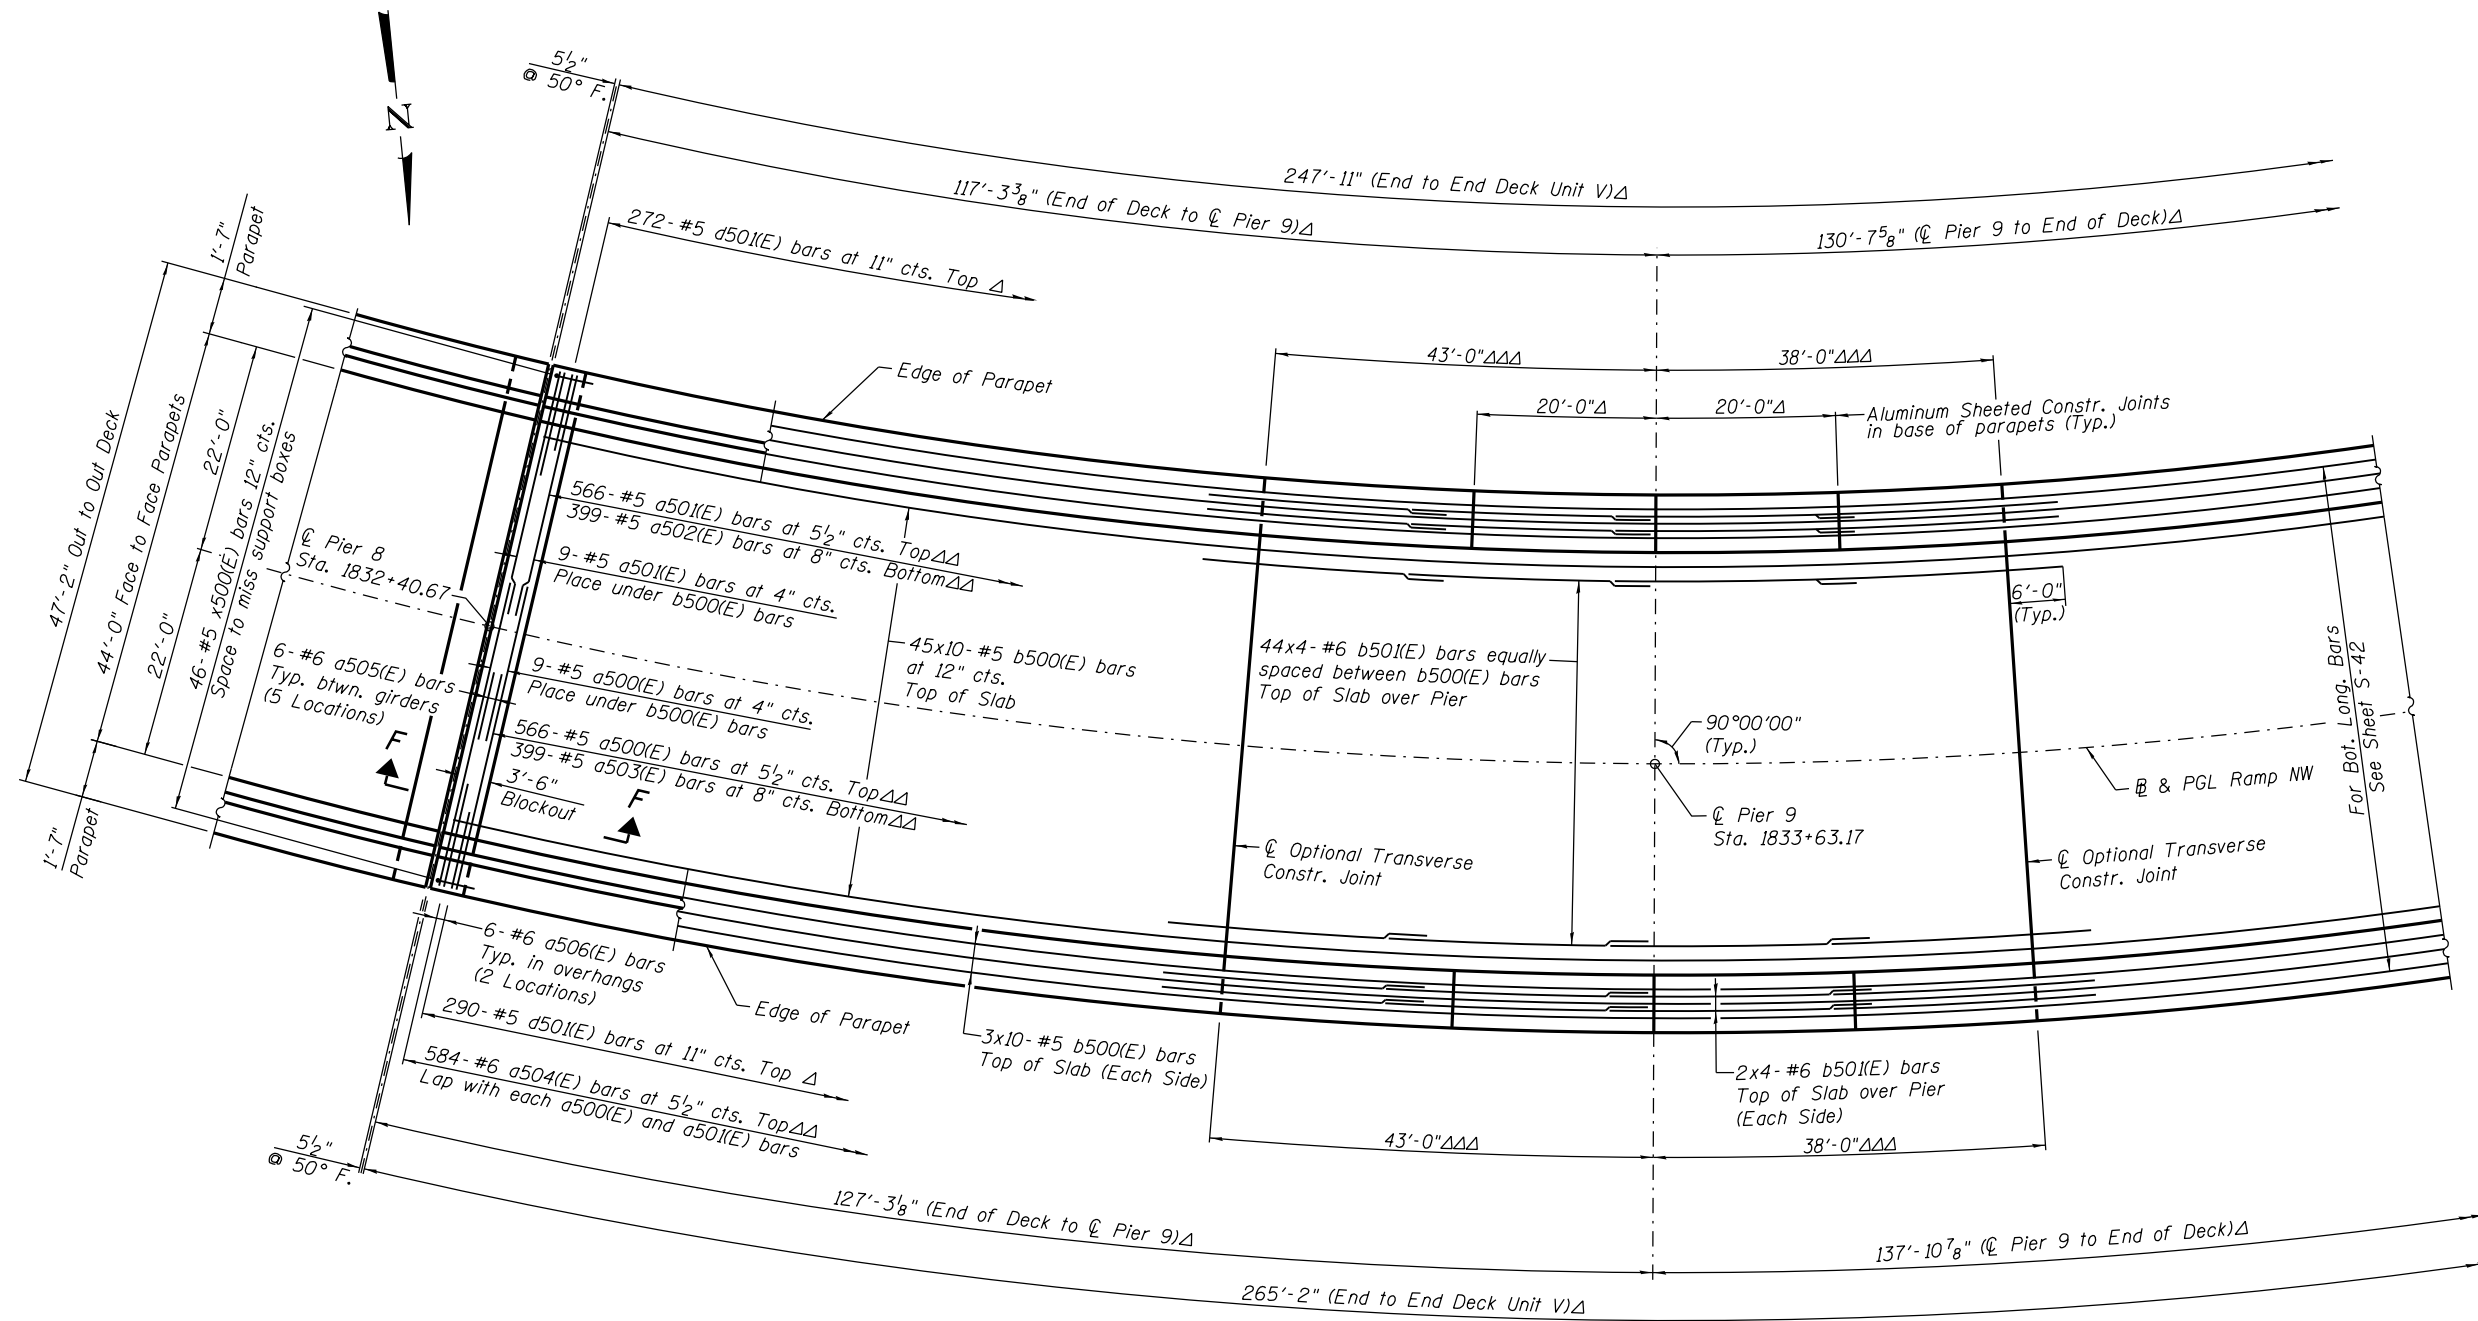 N
5½"
@ 50° F.
247'-11" (End to End Deck Unit V)Δ
117'-3⅜" (End of Deck to ℄ Pier 9)Δ
130'-7⅝" (℄ Pier 9 to End of Deck)Δ
272-#5 d501(E) bars at 11" cts. Top Δ
1'-7"
Parapet
47'-2" Out to Out Deck
44'-0" Face to Face Parapets
22'-0"
22'-0"
46-#5 x500(E) bars 12" cts.
Space to miss support boxes
1'-7"
Parapet
Edge of Parapet
43'-0"ΔΔΔ
38'-0"ΔΔΔ
20'-0"Δ
20'-0"Δ
Aluminum Sheeted Constr. Joints
in base of parapets (Typ.)
℄ Pier 8
Sta. 1832+40.67
566-#5 a501(E) bars at 5½" cts. TopΔΔ
399-#5 a502(E) bars at 8" cts. BottomΔΔ
9-#5 a501(E) bars at 4" cts.
Place under b500(E) bars
6-#6 a505(E) bars
Typ. btwn. girders
(5 Locations)
F
9-#5 a500(E) bars at 4" cts.
Place under b500(E) bars
566-#5 a500(E) bars at 5½" cts. TopΔΔ
399-#5 a503(E) bars at 8" cts. BottomΔΔ
3'-6"
Blockout
F
45x10-#5 b500(E) bars
at 12" cts.
Top of Slab
44x4-#6 b501(E) bars equally
spaced between b500(E) bars
Top of Slab over Pier
6'-0"
(Typ.)
90°00'00"
(Typ.)
For Bot. Long. Bars
See Sheet S-42
℔ & PGL Ramp NW
℄ Pier 9
Sta. 1833+63.17
℄ Optional Transverse
Constr. Joint
℄ Optional Transverse
Constr. Joint
6-#6 a506(E) bars
Typ. in overhangs
(2 Locations)
Edge of Parapet
290-#5 d501(E) bars at 11" cts. Top Δ
584-#6 a504(E) bars at 5½" cts. TopΔΔ
Lap with each a500(E) and a501(E) bars
3x10-#5 b500(E) bars
Top of Slab (Each Side)
2x4-#6 b501(E) bars
Top of Slab over Pier
(Each Side)
43'-0"ΔΔΔ
38'-0"ΔΔΔ
5½"
@ 50° F.
127'-3⅛" (End of Deck to ℄ Pier 9)Δ
137'-10⅞" (℄ Pier 9 to End of Deck)Δ
265'-2" (End to End Deck Unit V)Δ